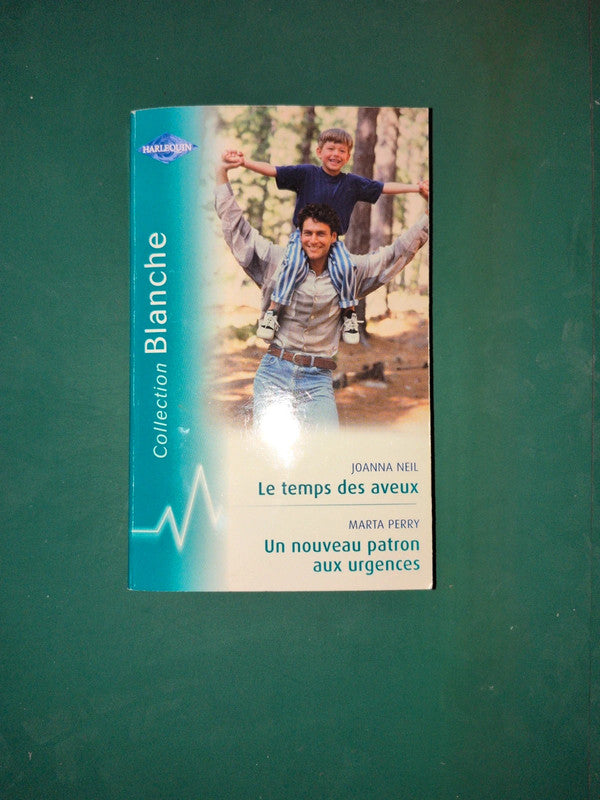 HARLEQUIN
Collection Blanche
JOANNA NEIL
Le temps des aveux
MARTA PERRY
Un nouveau patron
aux urgences